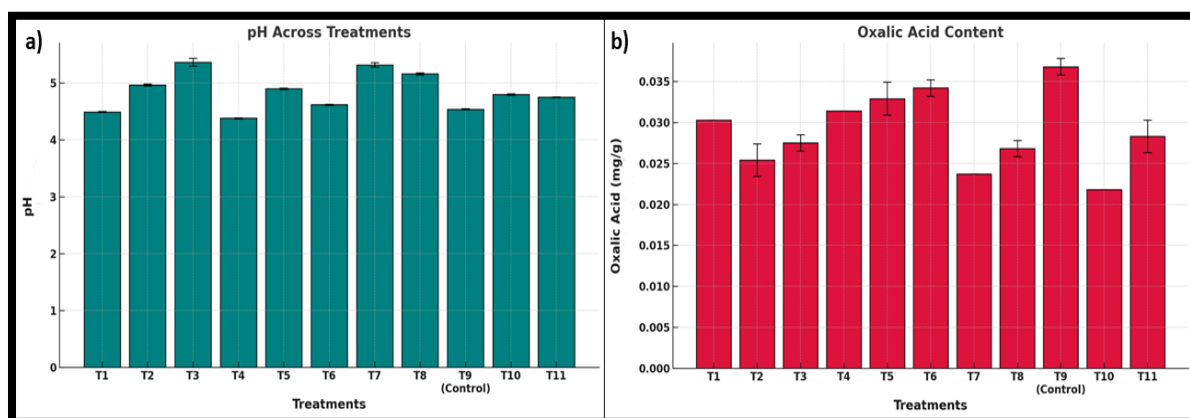 a)
pH Across Treatments
5
4
3
2
1
0
pH
T1 T2 T3 T4 T5 T6 T7 T8 T9 T10 T11
(Control)
Treatments
b)
Oxalic Acid Content
0.035
0.030
0.025
0.020
0.015
0.010
0.005
0.000
Oxalic Acid (mg/g)
T1 T2 T3 T4 T5 T6 T7 T8 T9 T10 T11
(Control)
Treatments